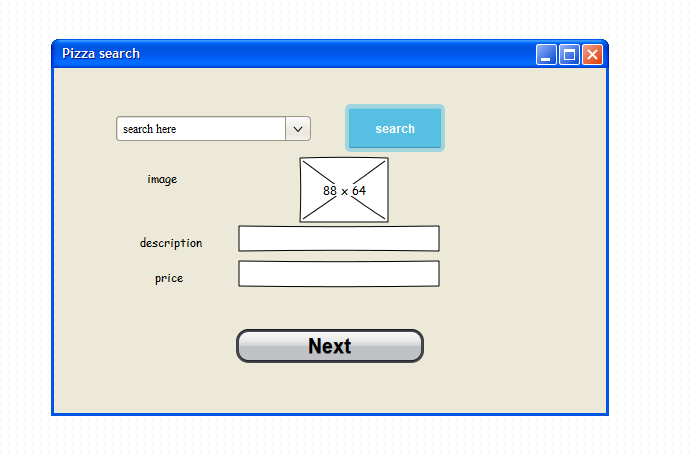 Pizza search
search here
search
image
88 x 64
description
price
Next